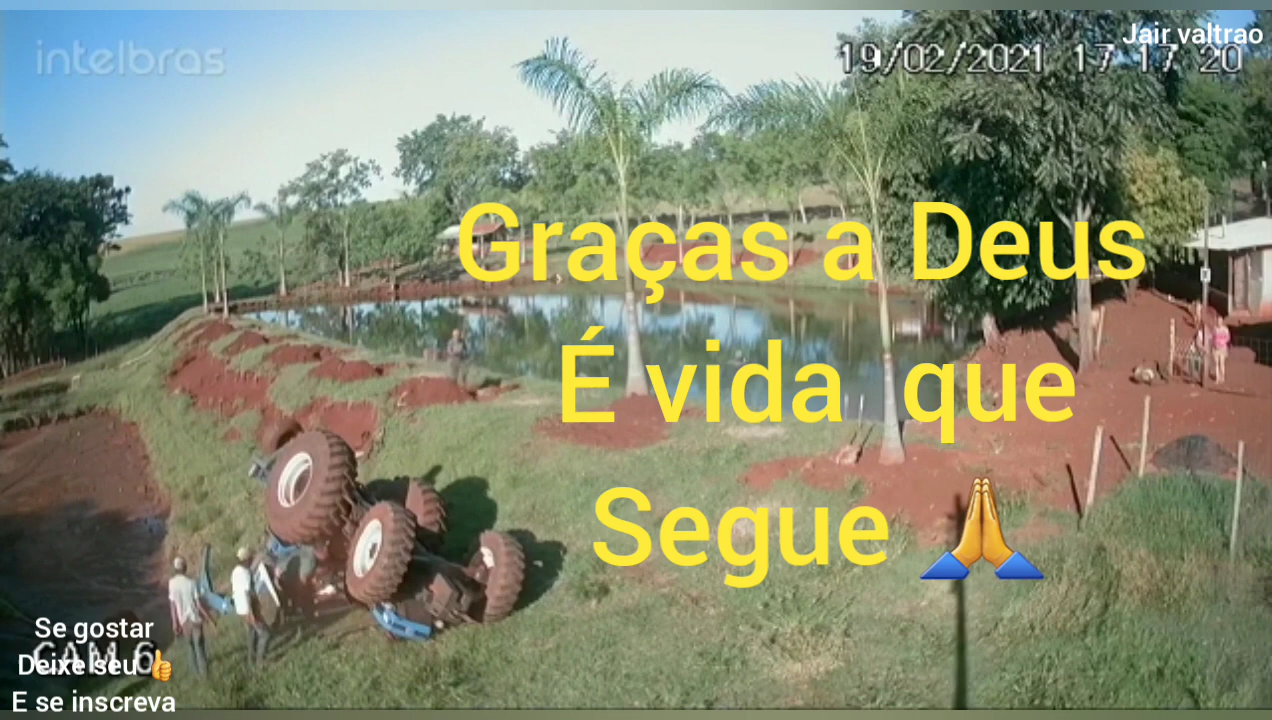 intelbras
Jair valtrao
19/02/2021 17 17 20
Graças a Deus
É vida que
Segue 🙏
Se gostar
CAM 6
Deixe seu 👍
E se inscreva